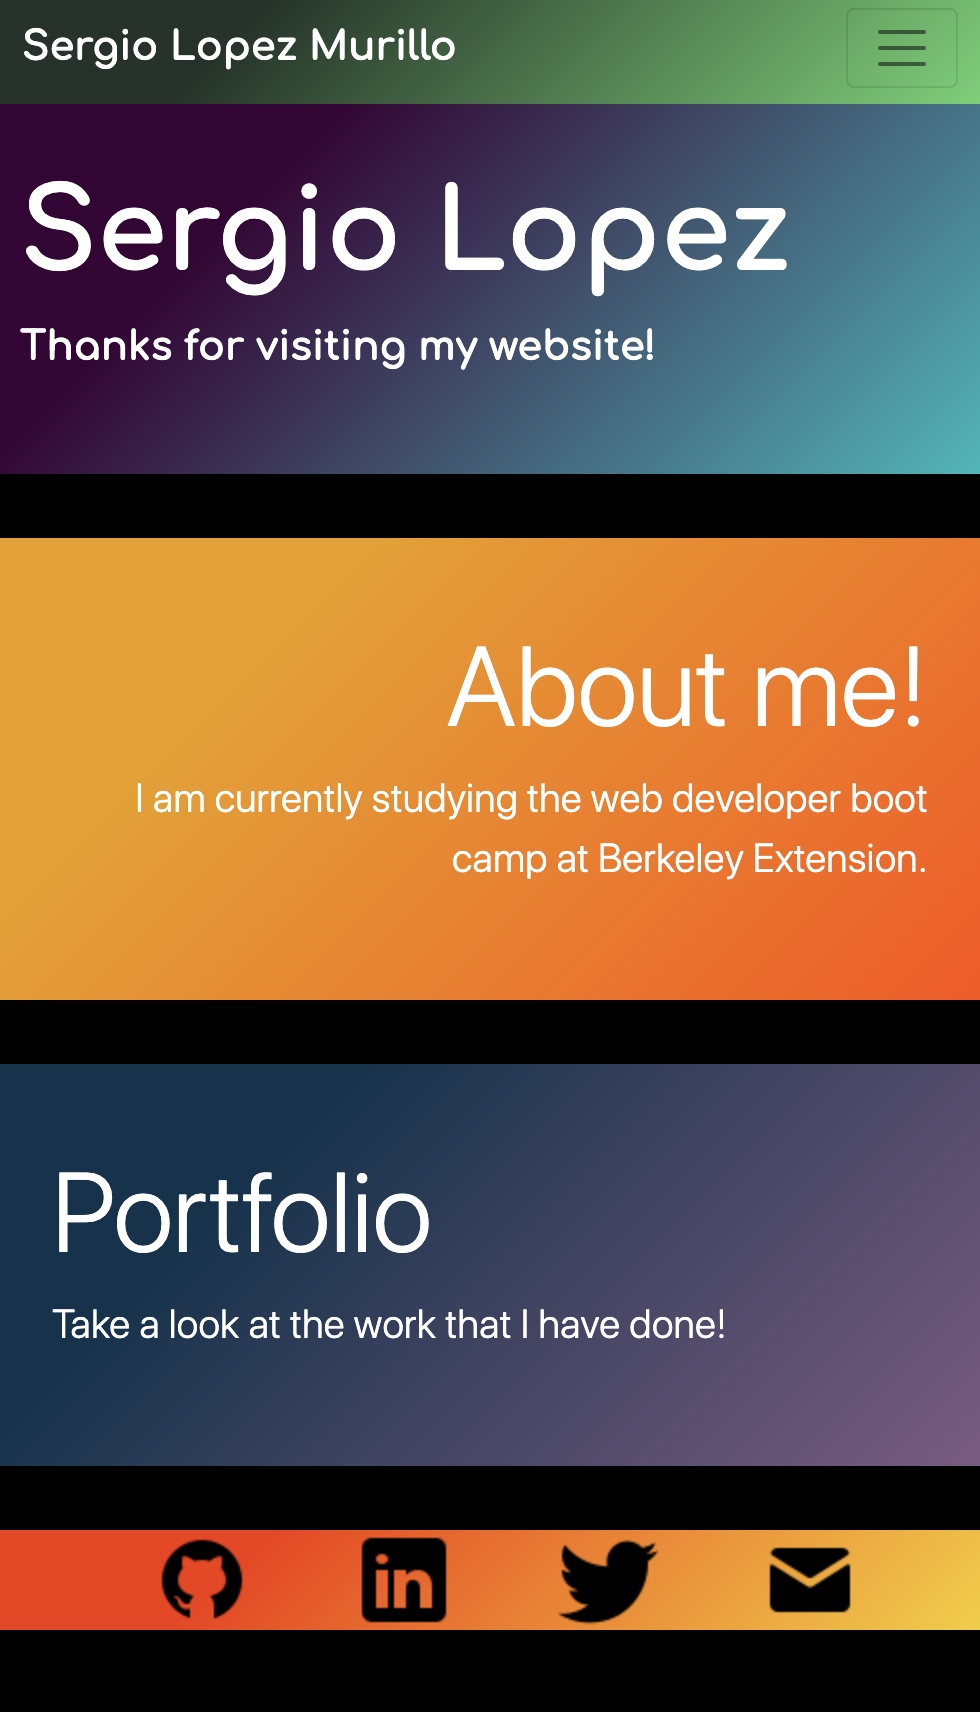 Sergio Lopez Murillo
Sergio Lopez
Thanks for visiting my website!
About me!
I am currently studying the web developer boot
camp at Berkeley Extension.
Portfolio
Take a look at the work that I have done!
in